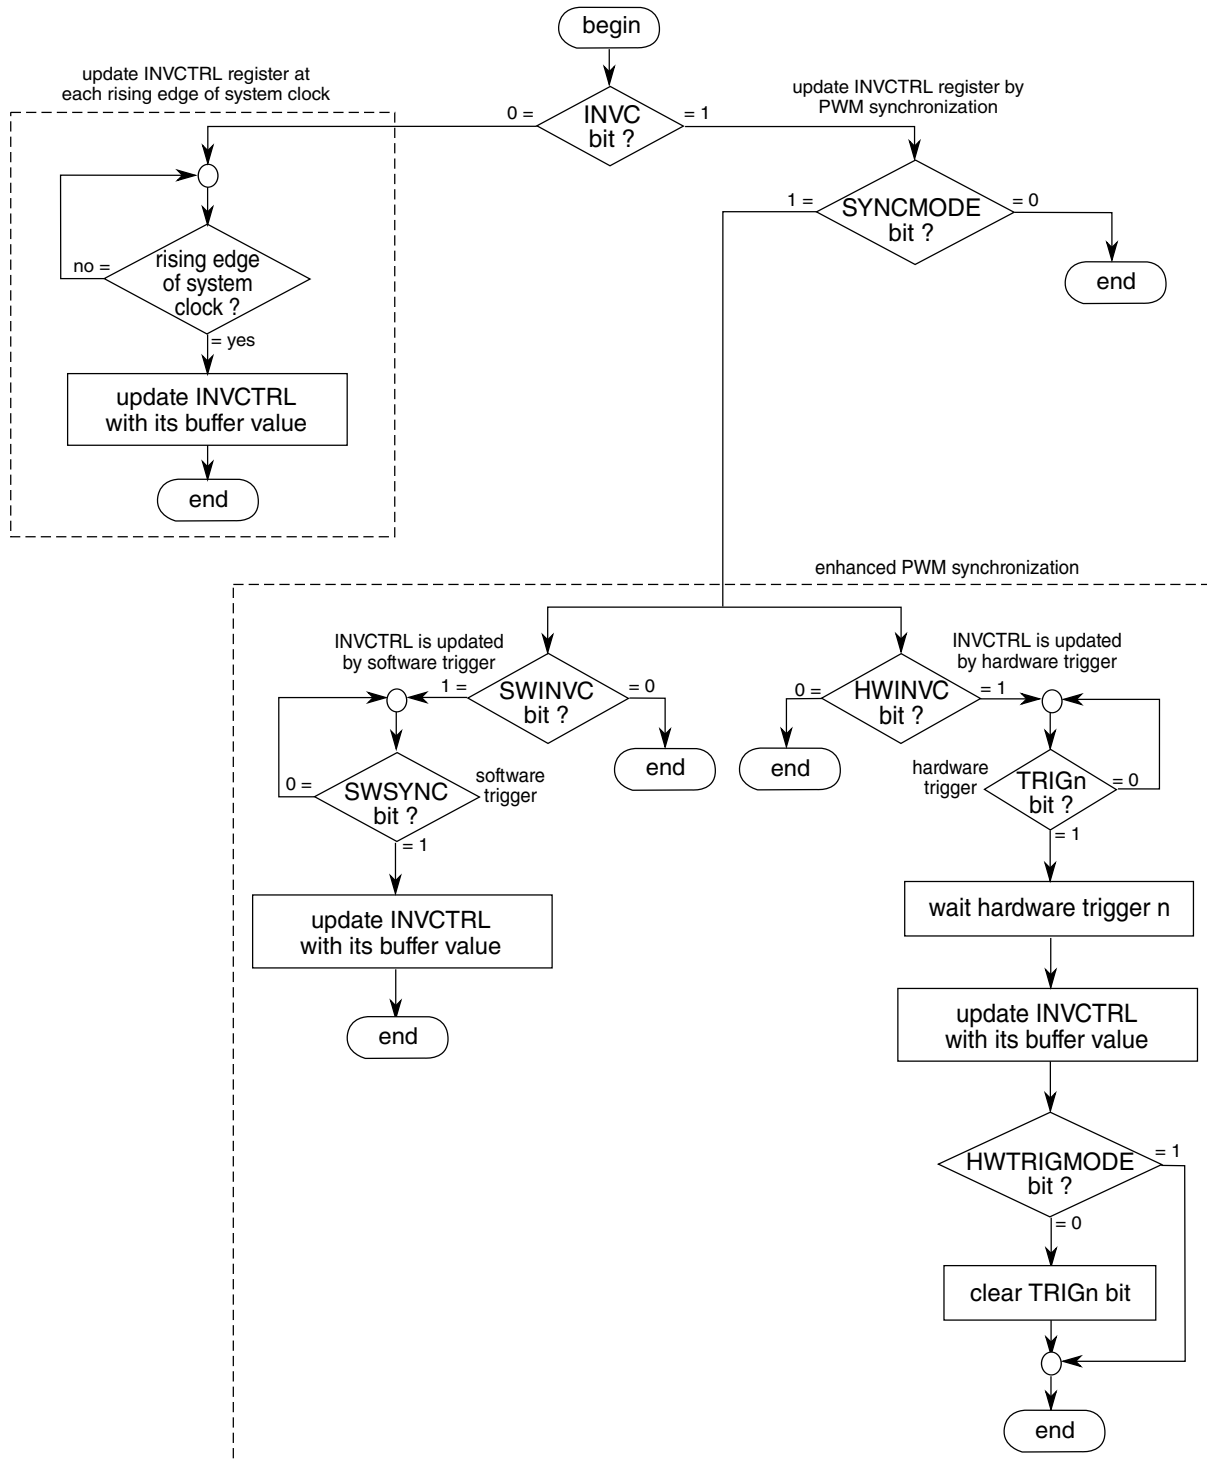 begin
update INVCTRL register at
each rising edge of system clock
update INVCTRL register by
PWM synchronization
0 =
INVC
bit ?
= 1
1 =
SYNCMODE
bit ?
= 0
end
no =
rising edge
of system
clock ?
= yes
update INVCTRL
with its buffer value
end
enhanced PWM synchronization
INVCTRL is updated
by software trigger
INVCTRL is updated
by hardware trigger
1 =
SWINVC
bit ?
= 0
end
0 =
HWINVC
bit ?
= 1
end
0 =
SWSYNC
bit ?
software
trigger
= 1
hardware
trigger
TRIGn
bit ?
= 0
= 1
update INVCTRL
with its buffer value
end
wait hardware trigger n
update INVCTRL
with its buffer value
HWTRIGMODE
bit ?
= 1
= 0
clear TRIGn bit
end